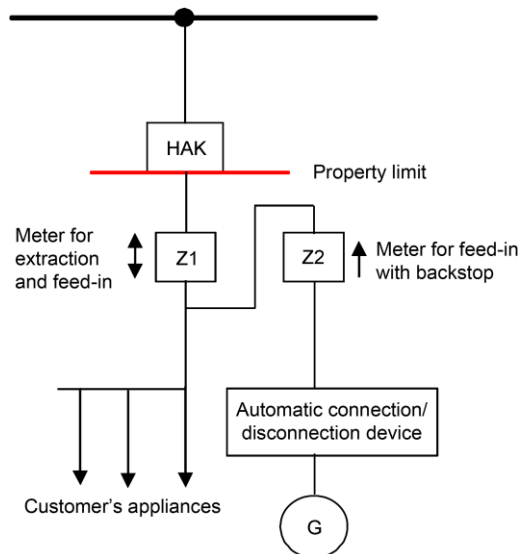 HAK
Property limit
Meter for
extraction
and feed-in
Z1
Z2
Meter for feed-in
with backstop
Automatic connection/
disconnection device
Customer's appliances
G